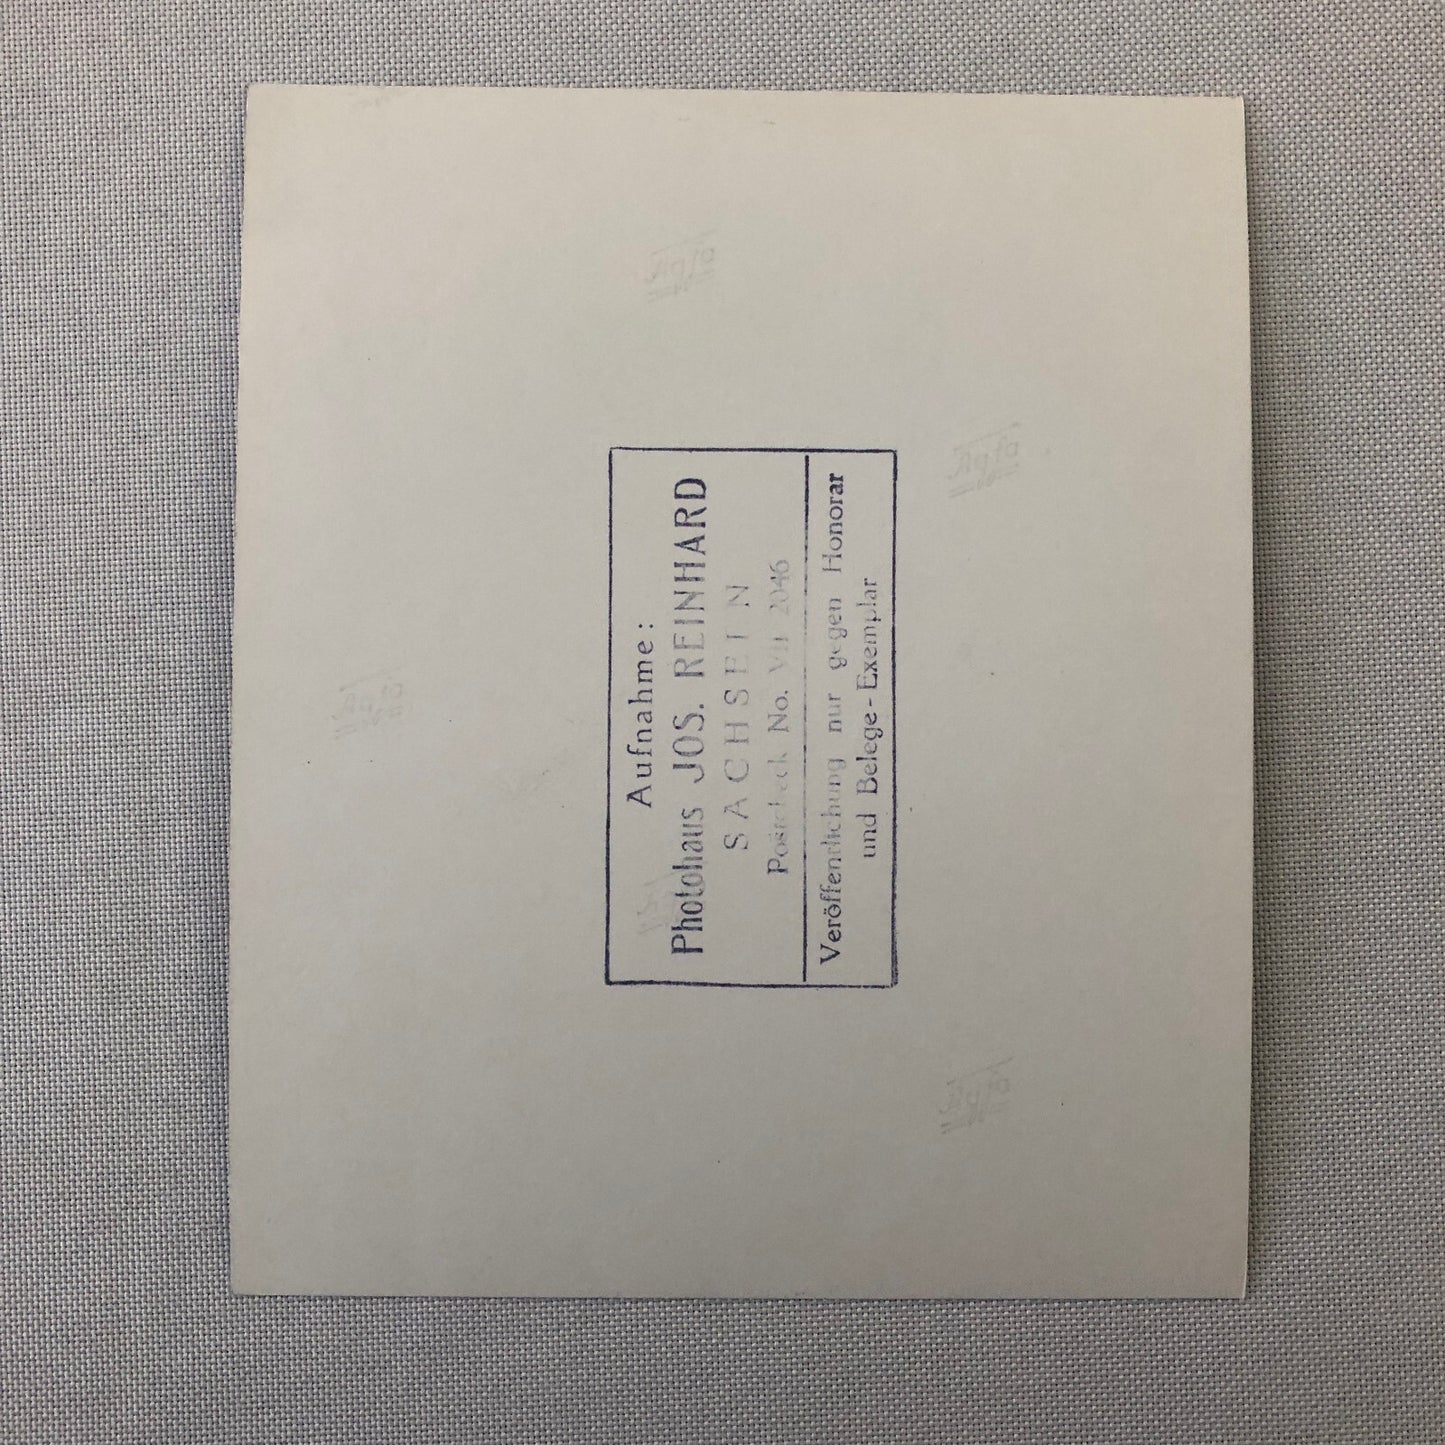 Aufnahme:
Photohaus JOS. REINHARD
SACHSELN
Postcheck No. VII 2046
Veröffentlichung nur gegen Honorar
und Belege-Exemplar